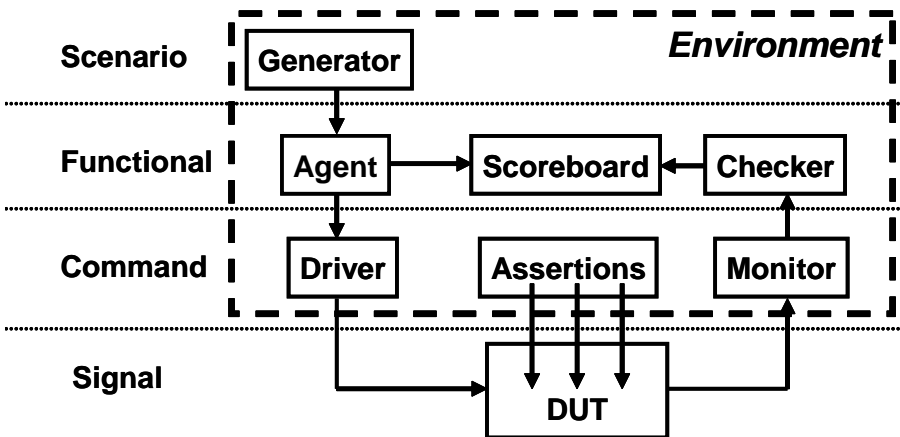 Environment
Scenario
Generator
Functional
Agent
Scoreboard
Checker
Command
Driver
Assertions
Monitor
Signal
DUT